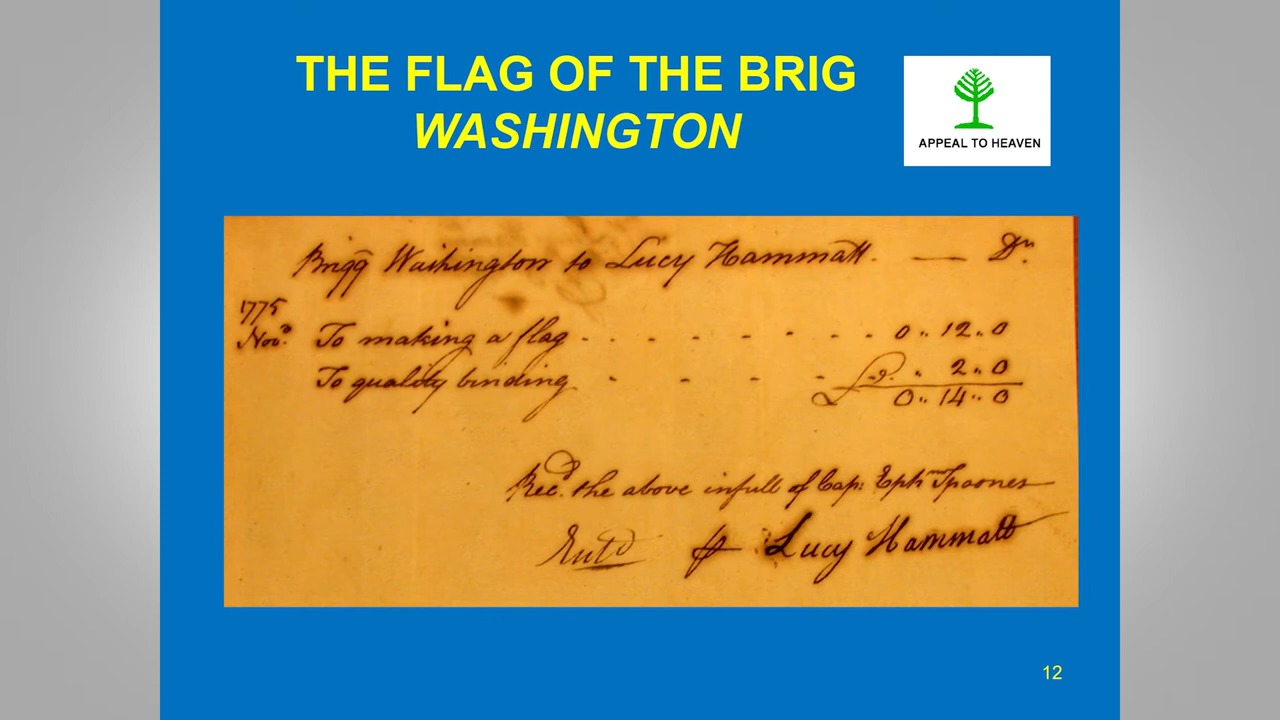 THE FLAG OF THE BRIG
WASHINGTON
APPEAL TO HEAVEN
Brigg Washington to Lucy Hammatt. — Dr.
1775
Novr. To making a flag . . . . . . . . 0 .. 12 .. 0
To quality binding . . . . . 2 .. 0
£ 0 .. 14 .. 0
Recd. the above in full of Cap: Ephm Spooner
Entd Lucy Hammatt
12